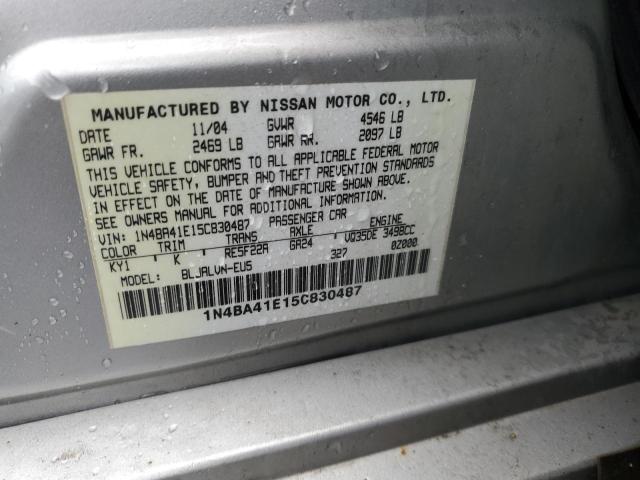 MANUFACTURED BY NISSAN MOTOR CO., LTD.
DATE 11/04 GVWR 4546 LB
GAWR FR. 2469 LB GAWR RR. 2097 LB
THIS VEHICLE CONFORMS TO ALL APPLICABLE FEDERAL MOTOR
VEHICLE SAFETY, BUMPER AND THEFT PREVENTION STANDARDS
IN EFFECT ON THE DATE OF MANUFACTURE SHOWN ABOVE.
SEE OWNERS MANUAL FOR ADDITIONAL INFORMATION.
VIN: 1N4BA41E15C830487 PASSENGER CAR
COLOR TRIM TRANS AXLE ENGINE
KY1 K RE5F22A GA24 VQ35DE 3498CC
MODEL: BLJALVN-EU5 327 0Z000
1N4BA41E15C830487